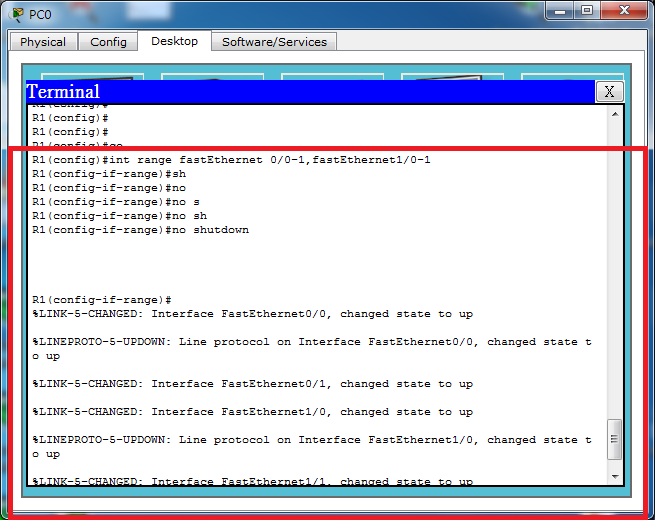 PC0
Physical Config Desktop Software/Services
Terminal X
R1(config)#
R1(config)#
R1(config)#
R1(config)#
R1(config)#int range fastEthernet 0/0-1,fastEthernet1/0-1
R1(config-if-range)#sh
R1(config-if-range)#no
R1(config-if-range)#no s
R1(config-if-range)#no sh
R1(config-if-range)#no shutdown
R1(config-if-range)#
%LINK-5-CHANGED: Interface FastEthernet0/0, changed state to up
%LINEPROTO-5-UPDOWN: Line protocol on Interface FastEthernet0/0, changed state t
o up
%LINK-5-CHANGED: Interface FastEthernet0/1, changed state to up
%LINK-5-CHANGED: Interface FastEthernet1/0, changed state to up
%LINEPROTO-5-UPDOWN: Line protocol on Interface FastEthernet1/0, changed state t
o up
%LINK-5-CHANGED: Interface FastEthernet1/1, changed state to up